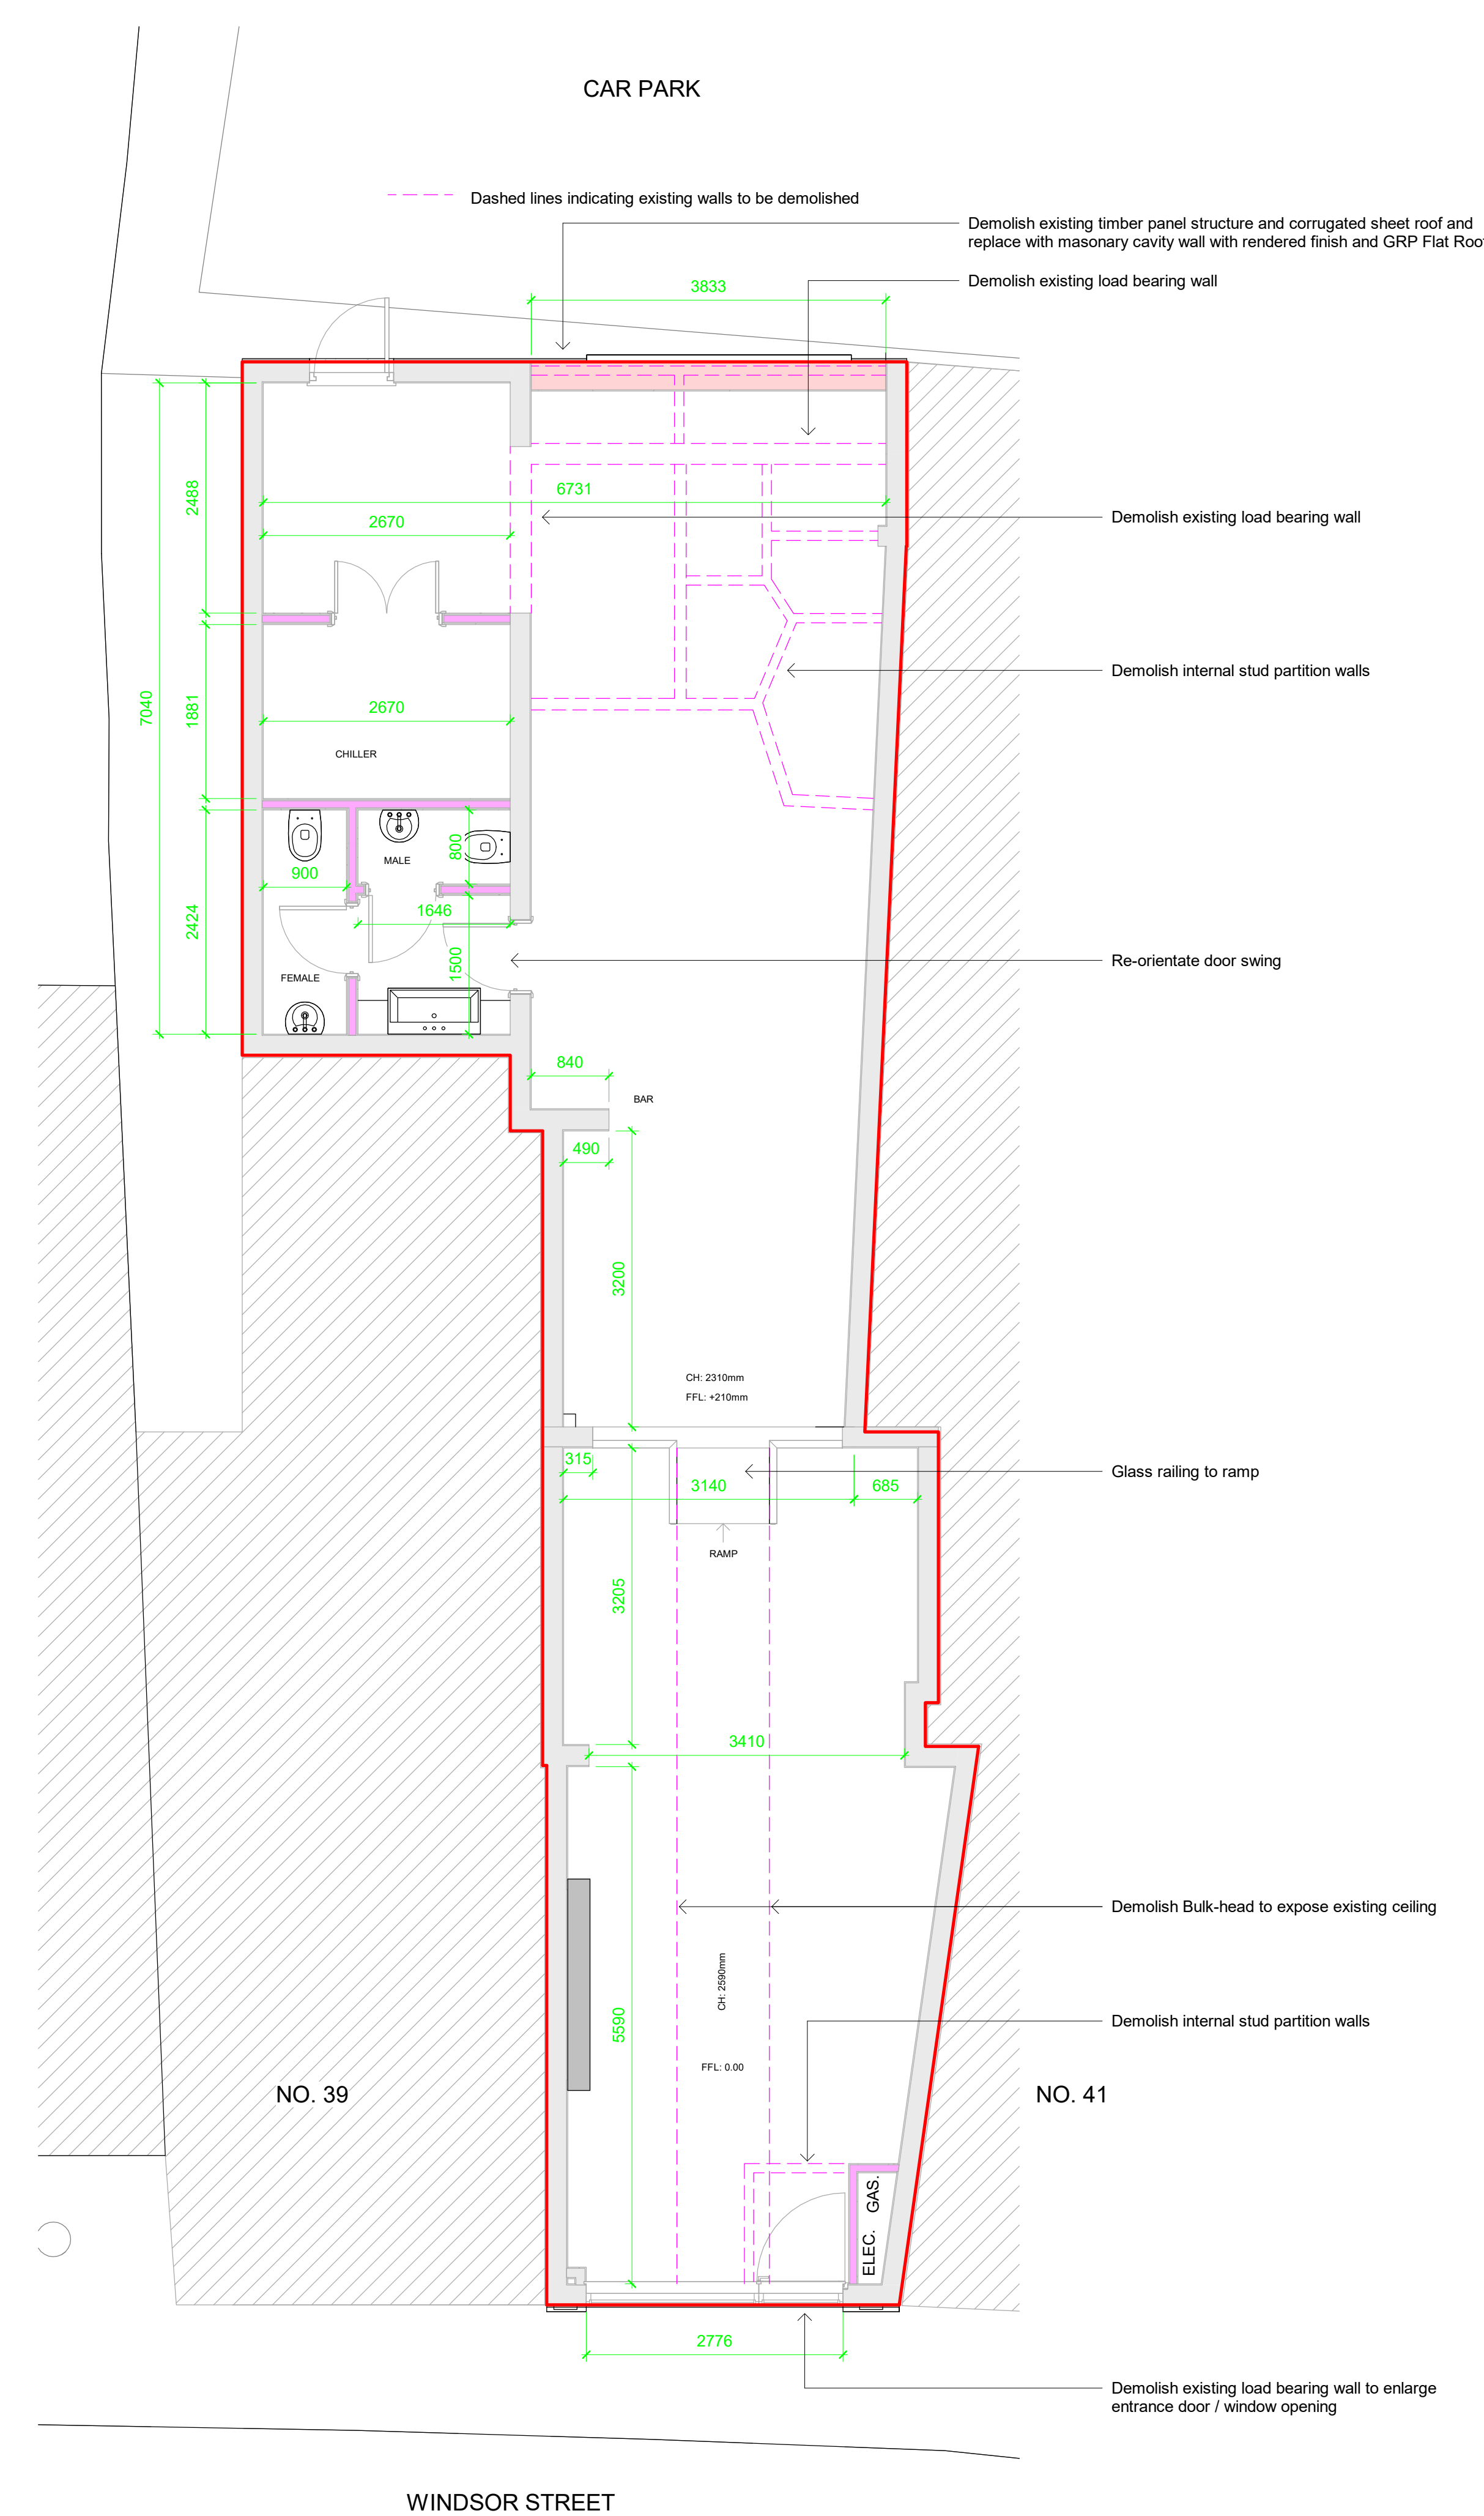 CAR PARK
Dashed lines indicating existing walls to be demolished
Demolish existing timber panel structure and corrugated sheet roof and
replace with masonary cavity wall with rendered finish and GRP Flat
Demolish existing load bearing wall
3833
6731
2488
2670
Demolish existing load bearing wall
Demolish internal stud partition walls
7040
1881
2670
CHILLER
MALE
800
900
1646
2424
1500
FEMALE
Re-orientate door swing
840
BAR
490
3200
CH: 2310mm
FFL: +210mm
315
3140
685
Glass railing to ramp
RAMP
3205
3410
Demolish Bulk-head to expose existing ceiling
CH: 2590mm
5590
Demolish internal stud partition walls
FFL: 0.00
NO. 39
NO. 41
ELEC. GAS.
2776
Demolish existing load bearing wall to enlarge
entrance door / window opening
WINDSOR STREET